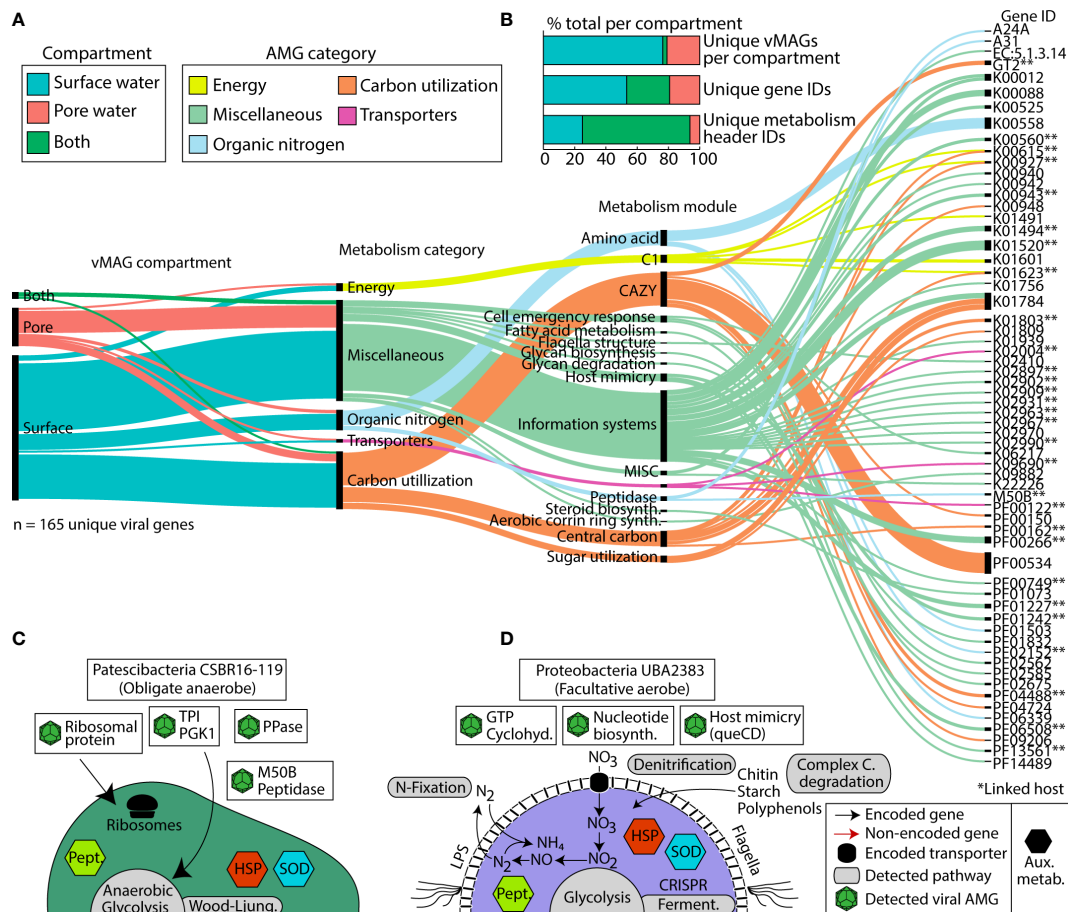 A
B
Compartment
Surface water
Pore water
Both
AMG category
Energy
Miscellaneous
Organic nitrogen
Carbon utilization
Transporters
% total per compartment
Unique vMAGs
per compartment
Unique gene IDs
Unique metabolism
header IDs
0 20 40 60 80 100
vMAG compartment
Metabolism category
Metabolism module
Gene ID
Both
Pore
Surface
n = 165 unique viral genes
Energy
Miscellaneous
Organic nitrogen
Transporters
Carbon utillization
Amino acid
C1
CAZY
Cell emergency response
Fatty acid metabolism
Flagella structure
Glycan biosynthesis
Glycan degradation
Host mimicry
Information systems
MISC
Peptidase
Steroid biosynth.
Aerobic corrin ring synth.
Central carbon
Sugar utilization
A24A
A31
EC:5.1.3.14
GT2**
K00012
K00088
K00525
K00558
K00560**
K00615**
K00927**
K00940
K00942
K00943**
K00948
K01491
K01494**
K01520**
K01601
K01623**
K01756
K01784
K01803**
K01809
K01939
K02004**
K02410
K02897**
K02902**
K02909**
K02931**
K02963**
K02967**
K02970
K02990**
K06217
K09690**
K09882
K22226
M50B**
PF00122**
PF00150
PF00162**
PF00266**
PF00534
PF00749**
PF01073
PF01227**
PF01242**
PF01503
PF01832
PF02152**
PF02562
PF02585
PF02675
PF04488**
PF04724
PF06339
PF06508**
PF09206
PF13561**
PF14489
*Linked host
C
Patescibacteria CSBR16-119
(Obligate anaerobe)
Ribosomal
protein
TPI
PGK1
PPase
M50B
Peptidase
Ribosomes
Pept.
HSP
SOD
Anaerobic
Glycolysis
Wood-Ljung.
D
Proteobacteria UBA2383
(Facultative aerobe)
GTP
Cyclohyd.
Nucleotide
biosynth.
Host mimicry
(queCD)
NO3
Denitrification
Complex C.
degradation
Chitin
Starch
Polyphenols
N-Fixation
N2
NO3
NH4
N2
NO
NO2
LPS
Flagella
HSP
SOD
Pept.
Glycolysis
CRISPR
Ferment.
Encoded gene
Non-encoded gene
Encoded transporter
Detected pathway
Detected viral AMG
Aux.
metab.